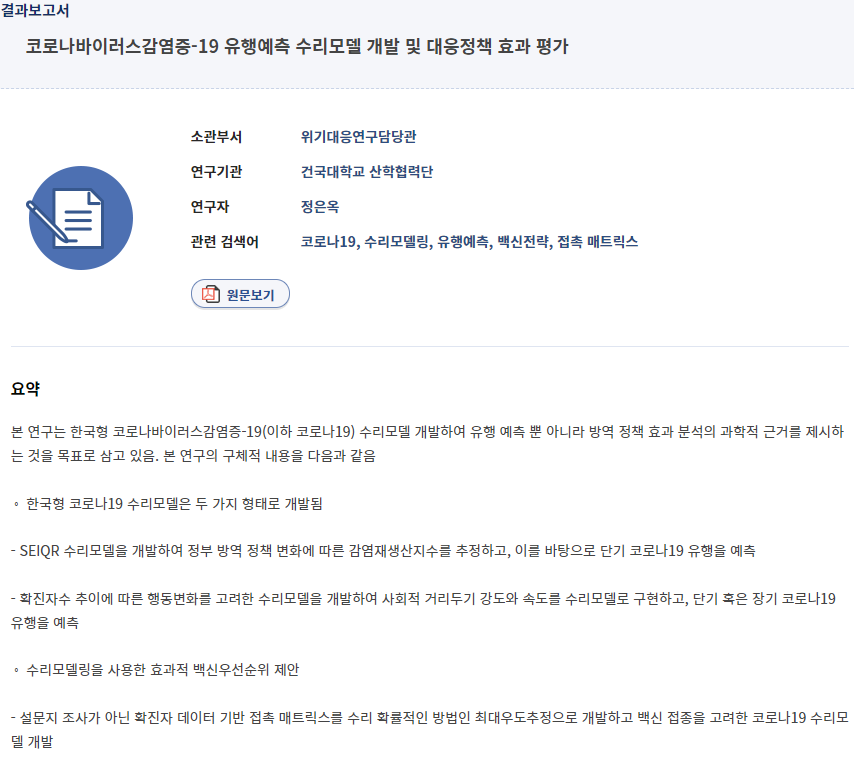 결과보고서
코로나바이러스감염증-19 유행예측 수리모델 개발 및 대응정책 효과 평가
소관부서 위기대응연구담당관
연구기관 건국대학교 산학협력단
연구자 정은옥
관련 검색어 코로나19, 수리모델링, 유행예측, 백신전략, 접촉 매트릭스
원문보기
요약
본 연구는 한국형 코로나바이러스감염증-19(이하 코로나19) 수리모델 개발하여 유행 예측 뿐 아니라 방역 정책 효과 분석의 과학적 근거를 제시하
는 것을 목표로 삼고 있음. 본 연구의 구체적 내용을 다음과 같음
◦ 한국형 코로나19 수리모델은 두 가지 형태로 개발됨
- SEIQR 수리모델을 개발하여 정부 방역 정책 변화에 따른 감염재생산지수를 추정하고, 이를 바탕으로 단기 코로나19 유행을 예측
- 확진자수 추이에 따른 행동변화를 고려한 수리모델을 개발하여 사회적 거리두기 강도와 속도를 수리모델로 구현하고, 단기 혹은 장기 코로나19
유행을 예측
◦ 수리모델링을 사용한 효과적 백신우선순위 제안
- 설문지 조사가 아닌 확진자 데이터 기반 접촉 매트릭스를 수리 확률적인 방법인 최대우도추정으로 개발하고 백신 접종을 고려한 코로나19 수리모
델 개발